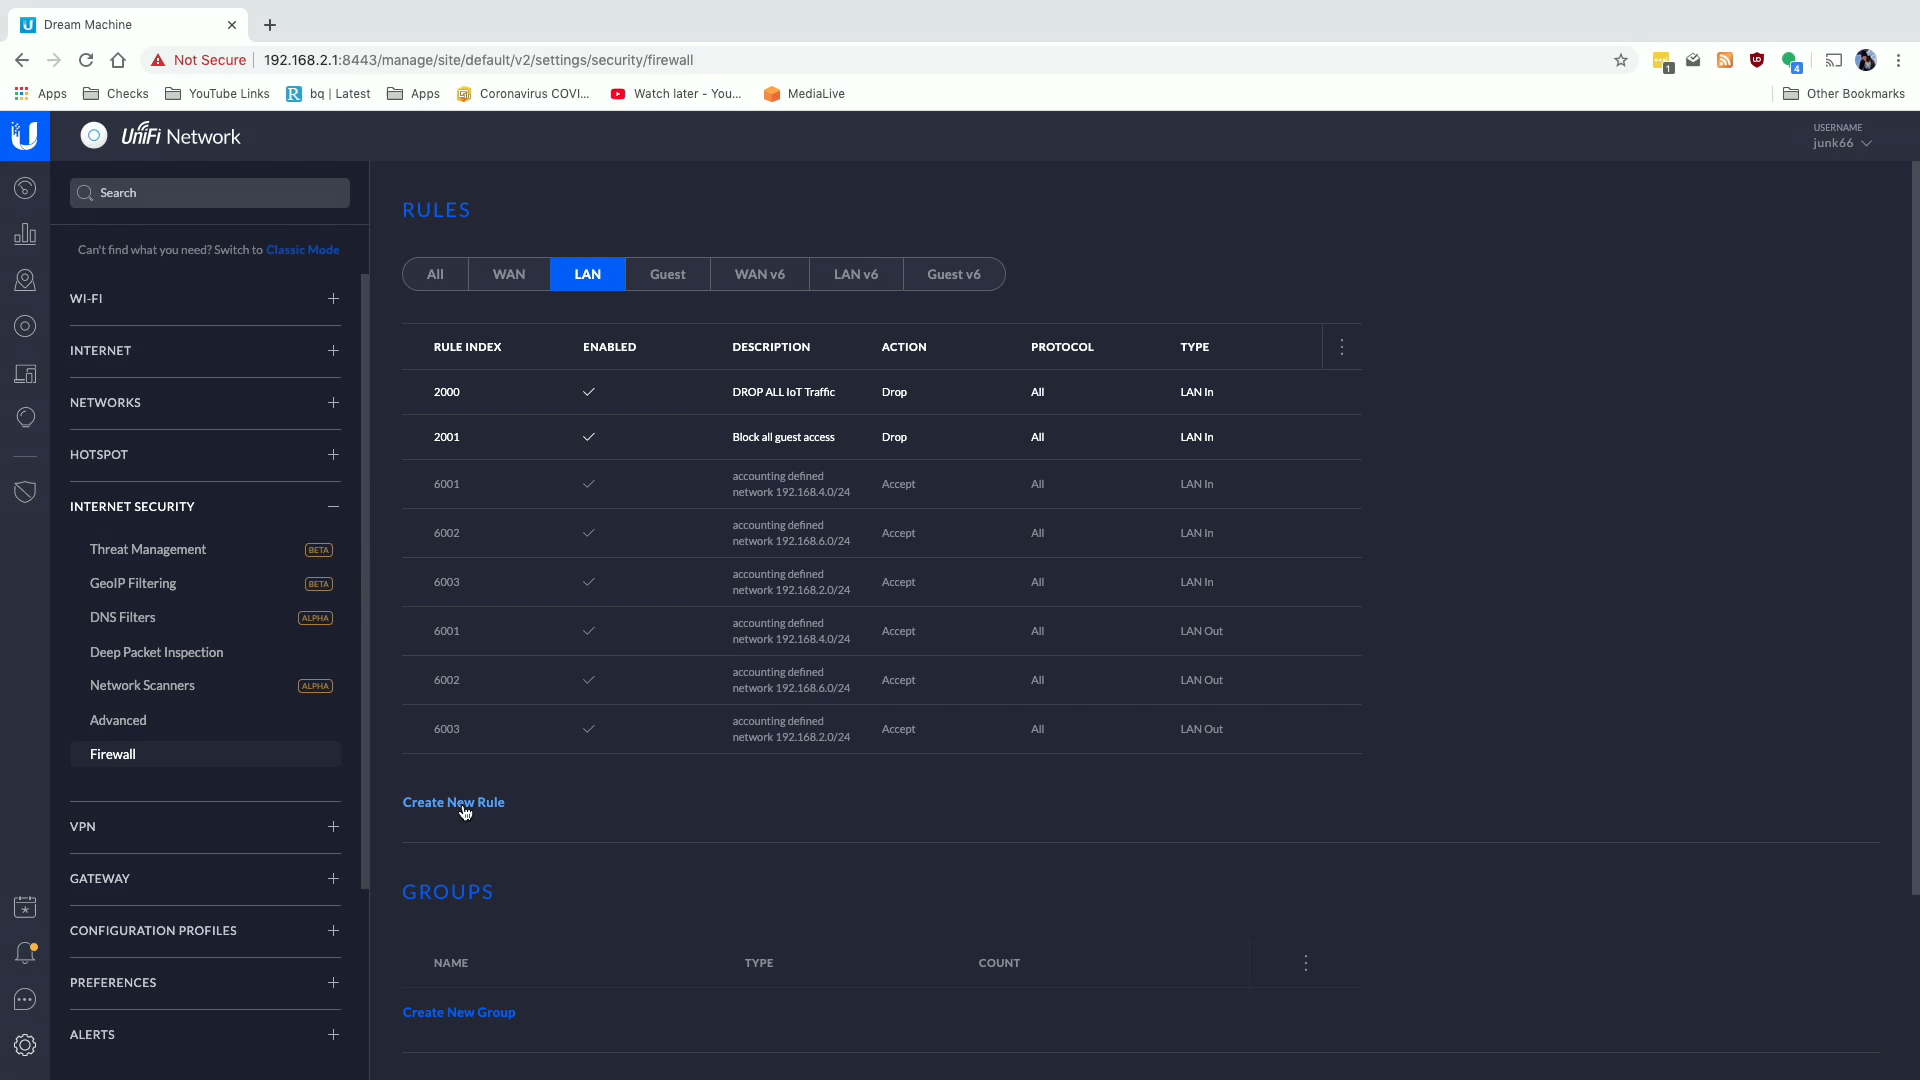 Dream Machine
Not Secure 192.168.2.1:8443/manage/site/default/v2/settings/security/firewall
1
4
Apps Checks YouTube Links bq | Latest Apps Coronavirus COVI... Watch later - You... MediaLive Other Bookmarks
UniFi Network
USERNAME
junk66
Search
Can't find what you need? Switch to Classic Mode
WI-FI
INTERNET
NETWORKS
HOTSPOT
INTERNET SECURITY
Threat Management BETA
GeoIP Filtering BETA
DNS Filters ALPHA
Deep Packet Inspection
Network Scanners ALPHA
Advanced
Firewall
VPN
GATEWAY
CONFIGURATION PROFILES
PREFERENCES
ALERTS
RULES
All WAN LAN Guest WAN v6 LAN v6 Guest v6
RULE INDEX ENABLED DESCRIPTION ACTION PROTOCOL TYPE
2000 DROP ALL IoT Traffic Drop All LAN In
2001 Block all guest access Drop All LAN In
6001 accounting defined network 192.168.4.0/24 Accept All LAN In
6002 accounting defined network 192.168.6.0/24 Accept All LAN In
6003 accounting defined network 192.168.2.0/24 Accept All LAN In
6001 accounting defined network 192.168.4.0/24 Accept All LAN Out
6002 accounting defined network 192.168.6.0/24 Accept All LAN Out
6003 accounting defined network 192.168.2.0/24 Accept All LAN Out
Create New Rule
GROUPS
NAME TYPE COUNT
Create New Group